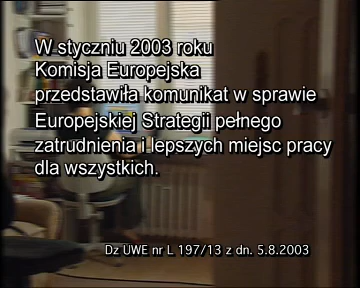 W styczniu 2003 roku
Komisja Europejska
przedstawiła komunikat w sprawie
Europejskiej Strategii pełnego
zatrudnienia i lepszych miejsc pracy
dla wszystkich.
Dz UWE nr L 197/13 z dn. 5.8.2003